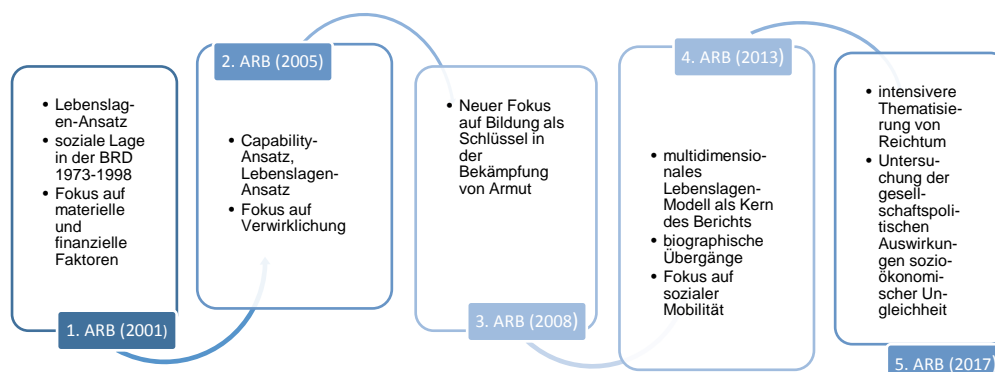 • Lebenslag-
en-Ansatz
• soziale Lage
in der BRD
1973-1998
• Fokus auf
materielle
und
finanzielle
Faktoren
1. ARB (2001)
2. ARB (2005)
• Capability-
Ansatz,
Lebenslagen-
Ansatz
• Fokus auf
Verwirklichung
• Neuer Fokus
auf Bildung als
Schlüssel in
der
Bekämpfung
von Armut
3. ARB (2008)
4. ARB (2013)
• multidimensio-
nales
Lebenslagen-
Modell als Kern
des Berichts
• biographische
Übergänge
• Fokus auf
sozialer
Mobilität
• intensivere
Thematisie-
rung von
Reichtum
• Untersu-
chung der
gesell-
schaftspoli-
tischen
Auswirkun-
gen sozio-
ökonomi-
scher Un-
gleichheit
5. ARB (2017)